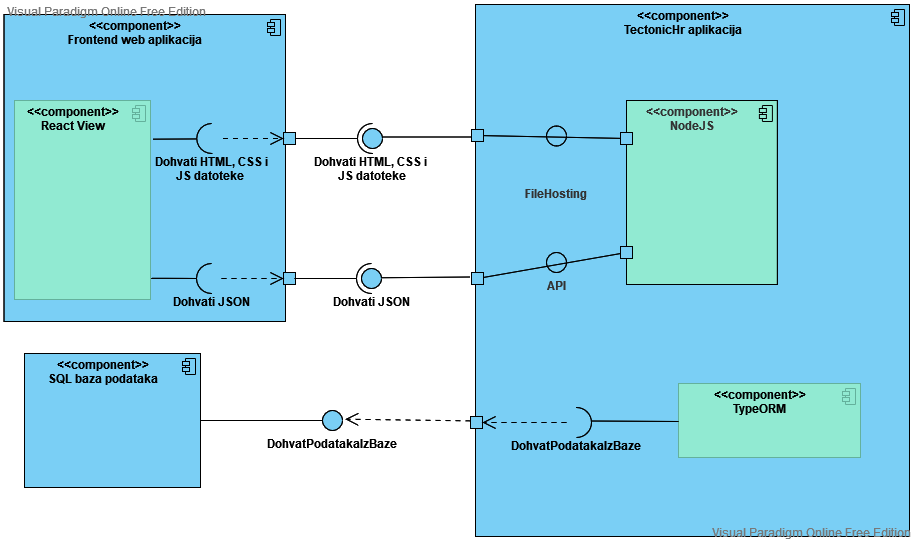 Visual Paradigm Online Free Edition
<<component>>
Frontend web aplikacija
<<component>>
TectonicHr aplikacija
<<component>>
React View
<<component>>
NodeJS
Dohvati HTML, CSS i
JS datoteke
Dohvati HTML, CSS i
JS datoteke
FileHosting
Dohvati JSON
Dohvati JSON
API
<<component>>
SQL baza podataka
<<component>>
TypeORM
DohvatPodatakaIzBaze
DohvatPodatakaIzBaze
Visual Paradigm Online Free Edition